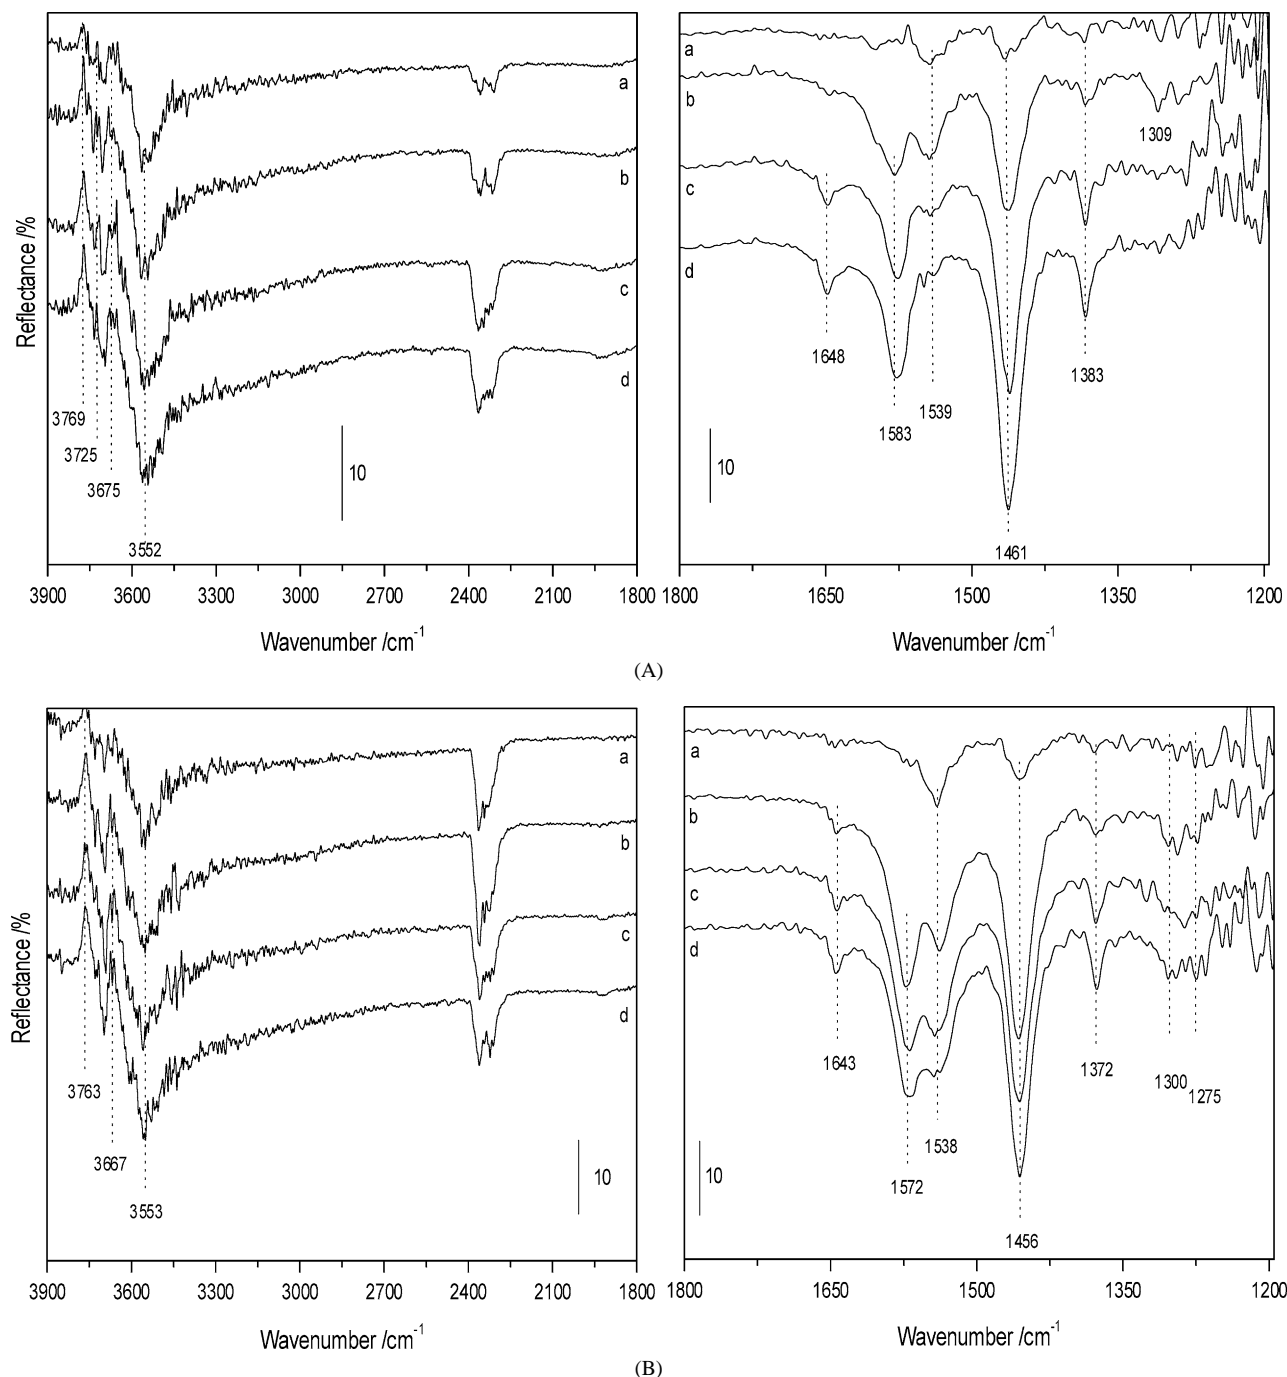 a
b
c
d
3769
3725
3675
3552
10
Reflectance /%
3900 3600 3300 3000 2700 2400 2100 1800
Wavenumber /cm-1
a
b
c
d
1309
1648
1583
1539
1383
1461
10
1800 1650 1500 1350 1200
Wavenumber /cm-1
(A)
a
b
c
d
3763
3667
3553
10
Reflectance /%
3900 3600 3300 3000 2700 2400 2100 1800
Wavenumber /cm-1
a
b
c
d
1643
1572
1538
1456
1372
1300
1275
10
1800 1650 1500 1350 1200
Wavenumber /cm-1
(B)